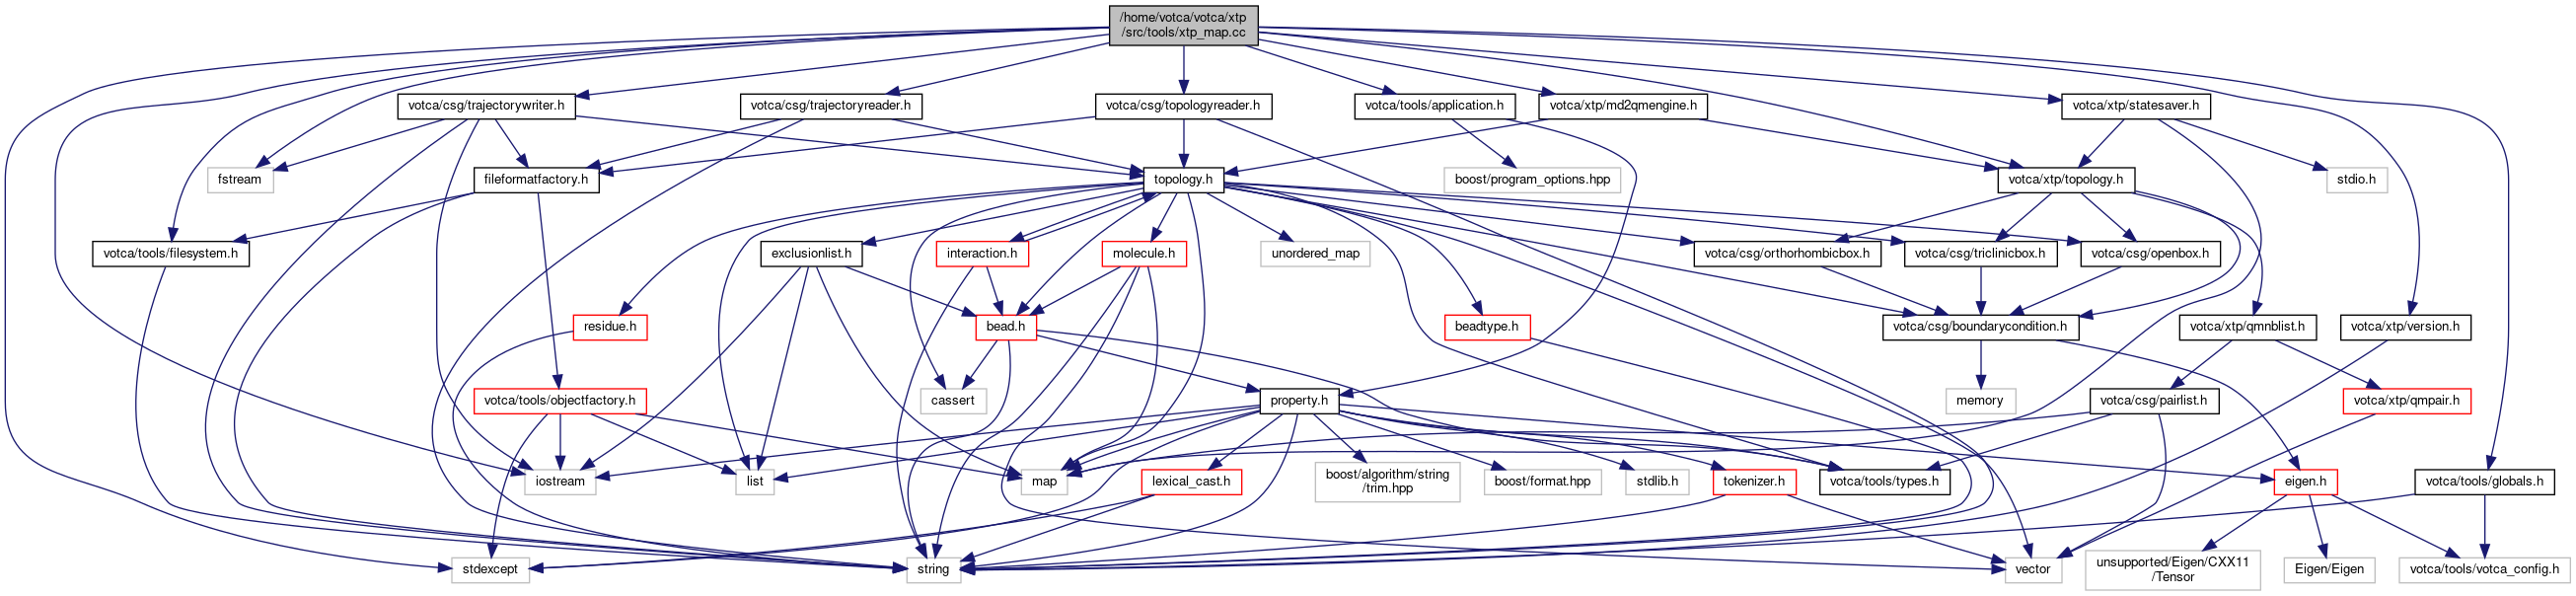 /home/votca/votca/xtp
/src/tools/xtp_map.cc
votca/csg/trajectorywriter.h
votca/csg/trajectoryreader.h
votca/csg/topologyreader.h
votca/tools/application.h
votca/xtp/md2qmengine.h
votca/xtp/statesaver.h
fstream
fileformatfactory.h
topology.h
boost/program_options.hpp
votca/xtp/topology.h
stdio.h
votca/tools/filesystem.h
exclusionlist.h
interaction.h
molecule.h
unordered_map
votca/csg/orthorhombicbox.h
votca/csg/triclinicbox.h
votca/csg/openbox.h
residue.h
bead.h
beadtype.h
votca/csg/boundarycondition.h
votca/xtp/qmnblist.h
votca/xtp/version.h
votca/tools/objectfactory.h
cassert
property.h
memory
votca/csg/pairlist.h
votca/xtp/qmpair.h
iostream
list
map
lexical_cast.h
boost/algorithm/string
/trim.hpp
boost/format.hpp
stdlib.h
tokenizer.h
votca/tools/types.h
eigen.h
votca/tools/globals.h
stdexcept
string
vector
unsupported/Eigen/CXX11
/Tensor
Eigen/Eigen
votca/tools/votca_config.h